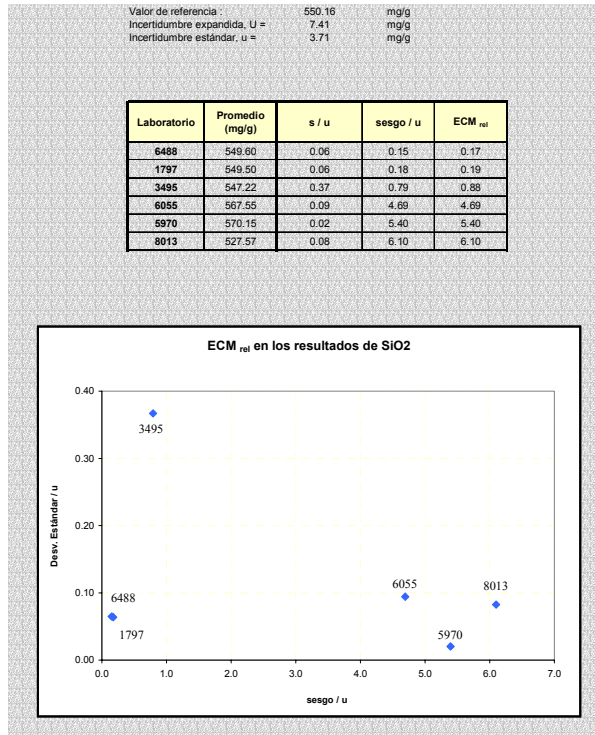 Valor de referencia : 550.16 mg/g
Incertidumbre expandida, U = 7.41 mg/g
Incertidumbre estándar, u = 3.71 mg/g
Laboratorio Promedio (mg/g) s / u sesgo / u ECM rel
6488 549.60 0.06 0.15 0.17
1797 549.50 0.06 0.18 0.19
3495 547.22 0.37 0.79 0.88
6055 567.55 0.09 4.69 4.69
5970 570.15 0.02 5.40 5.40
8013 527.57 0.08 6.10 6.10
ECM rel en los resultados de SiO2
0.40
3495
0.30
Desv. Estándar / u
0.20
0.10
6488
6055
8013
1797
5970
0.00
0.0 1.0 2.0 3.0 4.0 5.0 6.0 7.0
sesgo / u